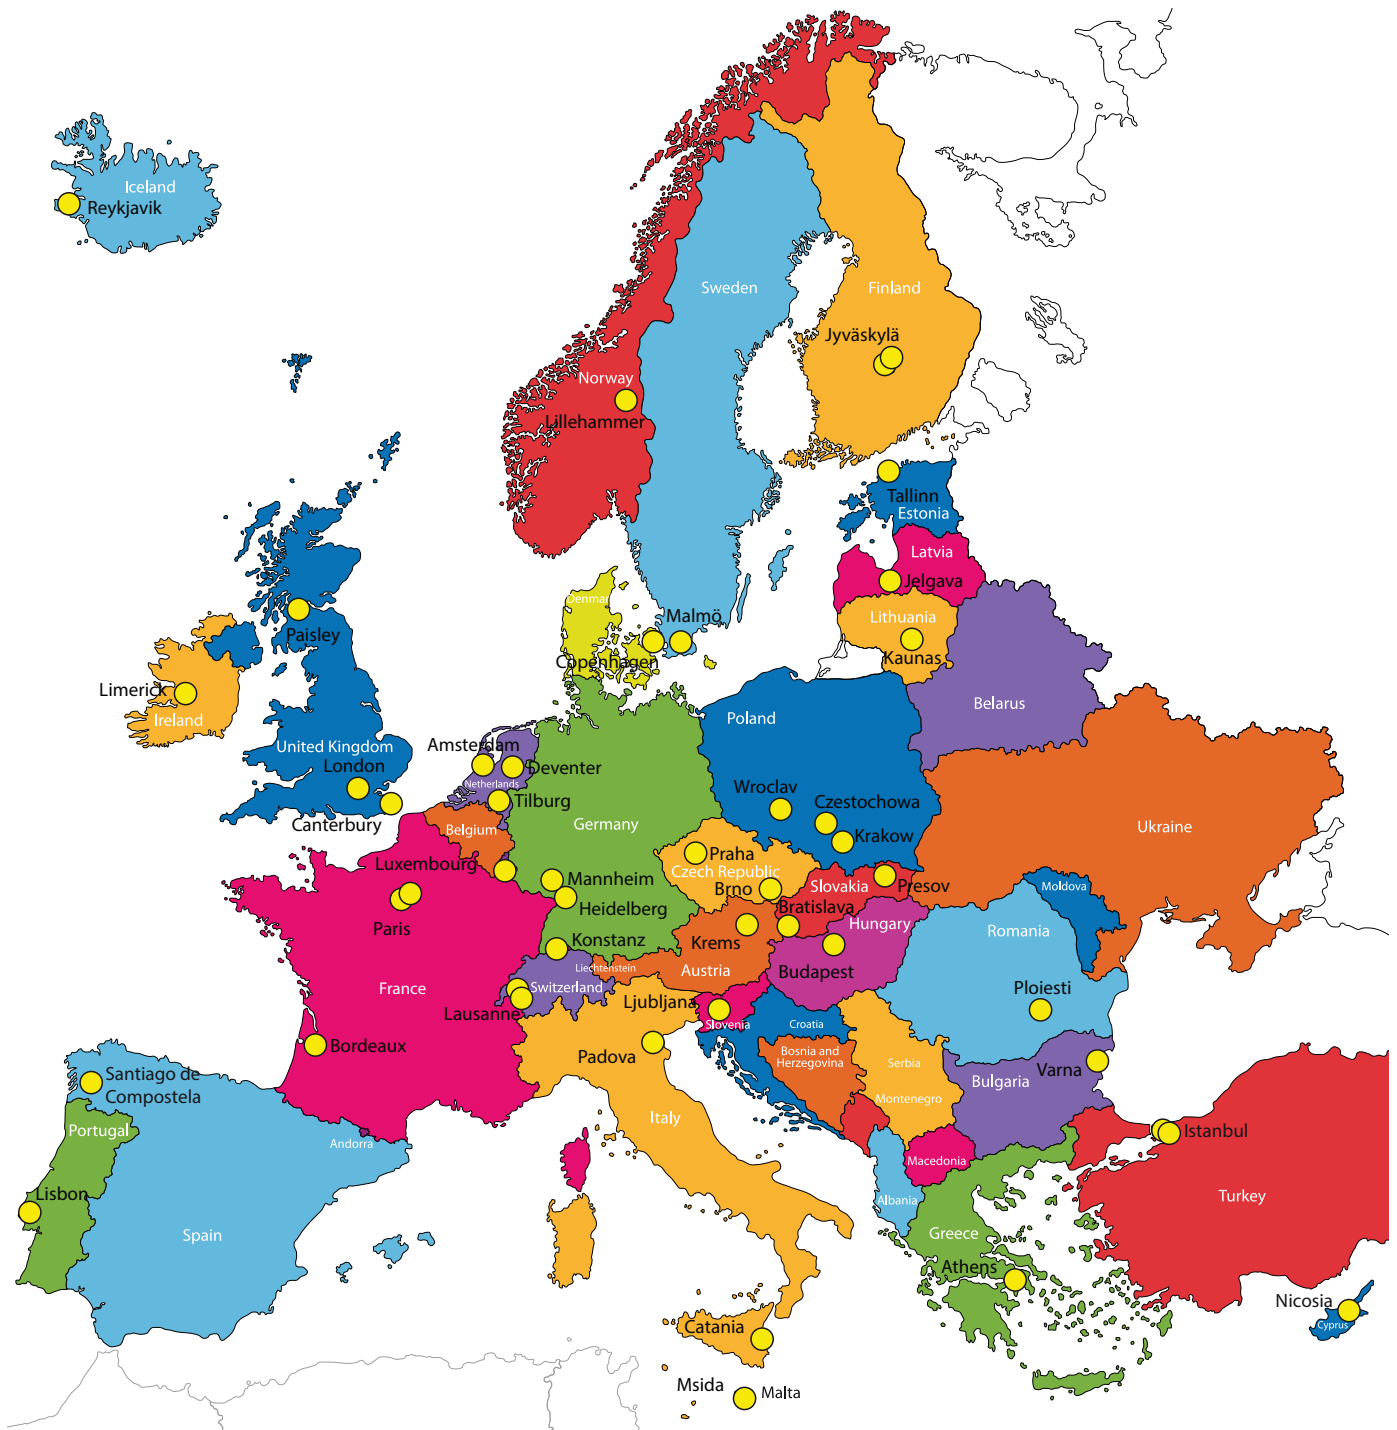 Iceland
Reykjavik
Sweden
Finland
Jyväskylä
Norway
Lillehammer
Tallinn
Estonia
Latvia
Jelgava
Denmar
Lithuania
Malmö
Paisley
Kaunas
Copenhagen
Limerick
Belarus
Ireland
Poland
United Kingdom
Amsterdam
London
Deventer
Netherlands
Wroclav
Tilburg
Czestochowa
Canterbury
Germany
Belgium
Ukraine
Krakow
Praha
Luxembourg
Czech Republic
Mannheim
Brno
Slovakia
Presov
Moldova
Heidelberg
Bratislava
Paris
Hungary
Romania
Konstanz
Krems
Liechtenstein
Austria
Budapest
France
Switzerland
Ploiesti
Ljubljana
Lausanne
Slovenia
Croatia
Bordeaux
Padova
Bosnia and
Herzegovina
Serbia
Varna
Santiago de
Compostela
Bulgaria
Montenegro
Italy
Portugal
Istanbul
Andorra
Macedonia
Lisbon
Albania
Turkey
Spain
Greece
Athens
Nicosia
Catania
Cyprus
Msida
Malta